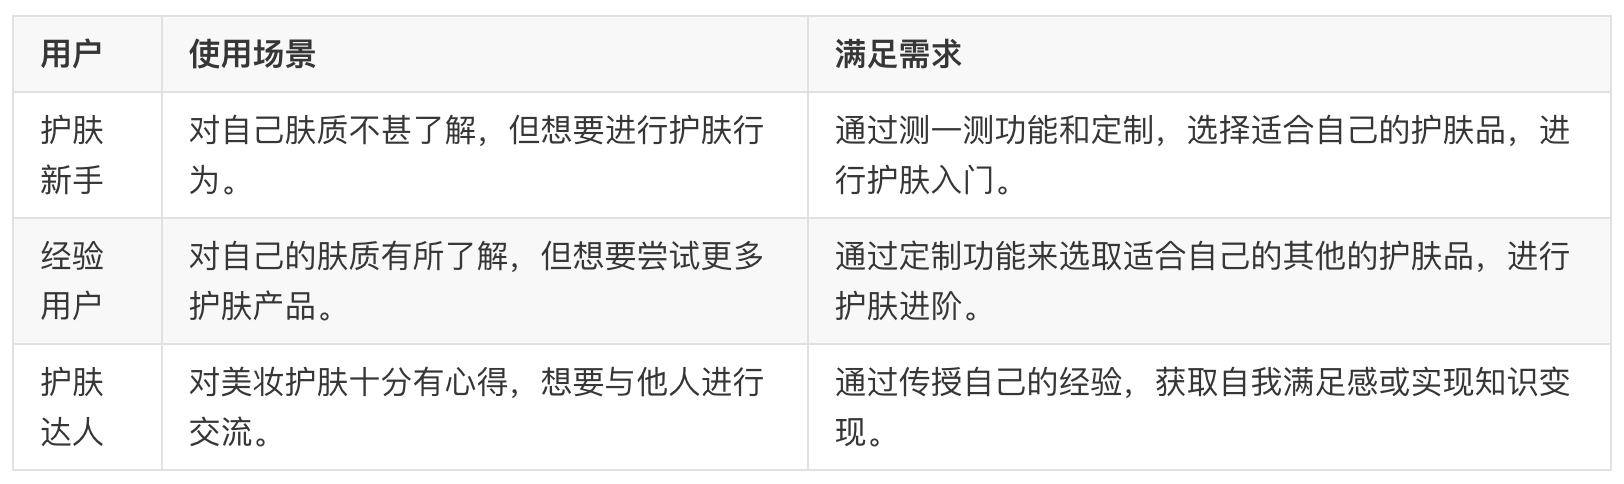 用户 使用场景 满足需求
护肤 对自己肤质不甚了解，但想要进行护肤行 通过测一测功能和定制，选择适合自己的护肤品，进
新手 为。 行护肤入门。
经验 对自己的肤质有所了解，但想要尝试更多 通过定制功能来选取适合自己的其他的护肤品，进行
用户 护肤产品。 护肤进阶。
护肤 对美妆护肤十分有心得，想要与他人进行 通过传授自己的经验，获取自我满足感或实现知识变
达人 交流。 现。